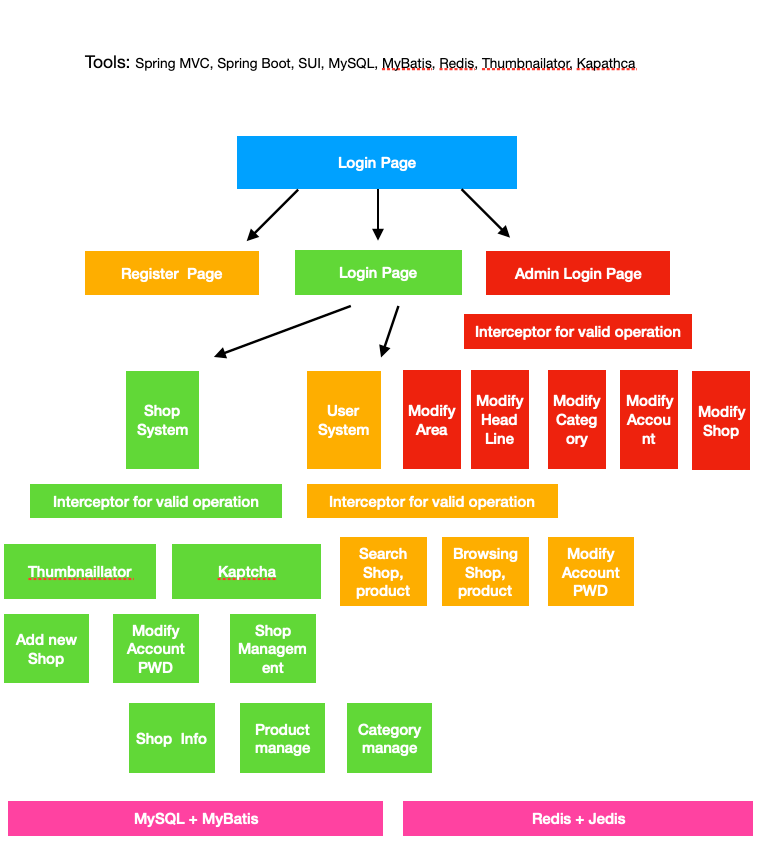 Tools: Spring MVC, Spring Boot, SUI, MySQL, MyBatis, Redis, Thumbnailator, Kapathca
Login Page
Register Page
Login Page
Admin Login Page
Interceptor for valid operation
Shop
System
User
System
Modify
Area
Modify
Head
Line
Modify
Categ
ory
Modify
Accou
nt
Modify
Shop
Interceptor for valid operation
Interceptor for valid operation
Thumbnaillator
Kaptcha
Search
Shop,
product
Browsing
Shop,
product
Modify
Account
PWD
Add new
Shop
Modify
Account
PWD
Shop
Managem
ent
Shop Info
Product
manage
Category
manage
MySQL + MyBatis
Redis + Jedis